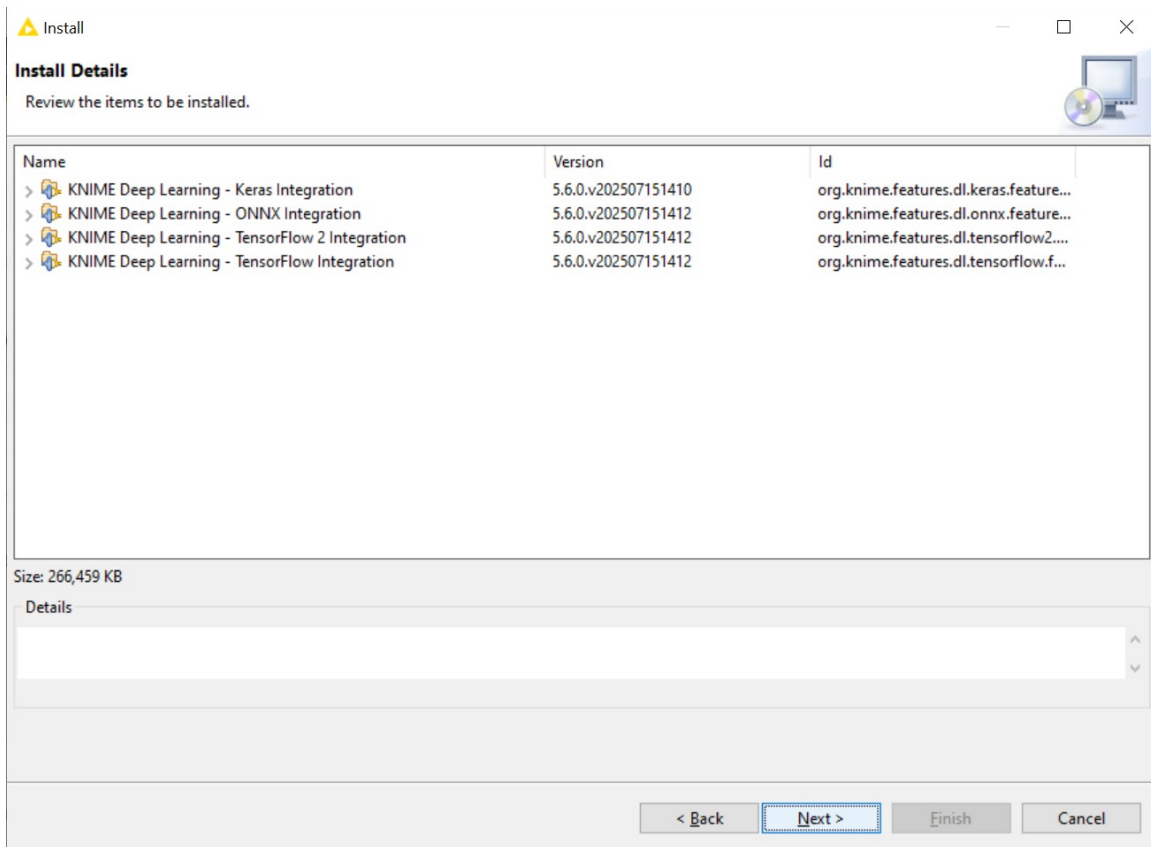 Install
Install Details
Review the items to be installed.
Name Version Id
KNIME Deep Learning - Keras Integration 5.6.0.v202507151410 org.knime.features.dl.keras.feature...
KNIME Deep Learning - ONNX Integration 5.6.0.v202507151412 org.knime.features.dl.onnx.feature...
KNIME Deep Learning - TensorFlow 2 Integration 5.6.0.v202507151412 org.knime.features.dl.tensorflow2....
KNIME Deep Learning - TensorFlow Integration 5.6.0.v202507151412 org.knime.features.dl.tensorflow.f...
Size: 266,459 KB
Details
< Back Next > Finish Cancel